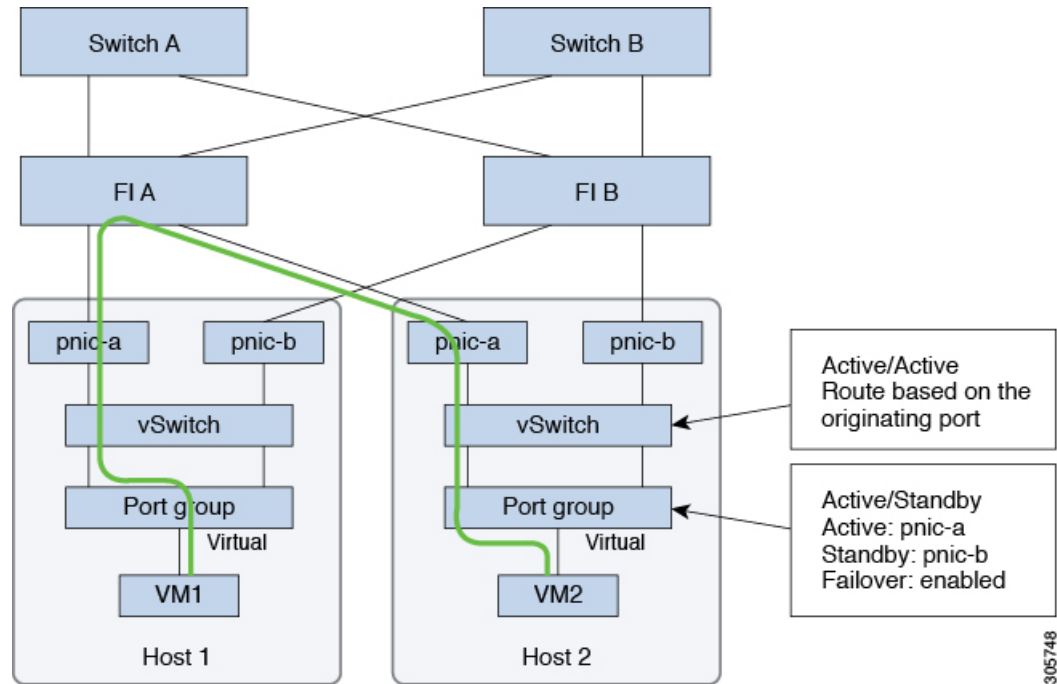 Switch A
Switch B
FI A
FI B
pnic-a
pnic-b
pnic-a
pnic-b
vSwitch
vSwitch
Port group
Port group
Virtual
Virtual
VM1
VM2
Host 1
Host 2
Active/Active
Route based on the
originating port
Active/Standby
Active: pnic-a
Standby: pnic-b
Failover: enabled
305748